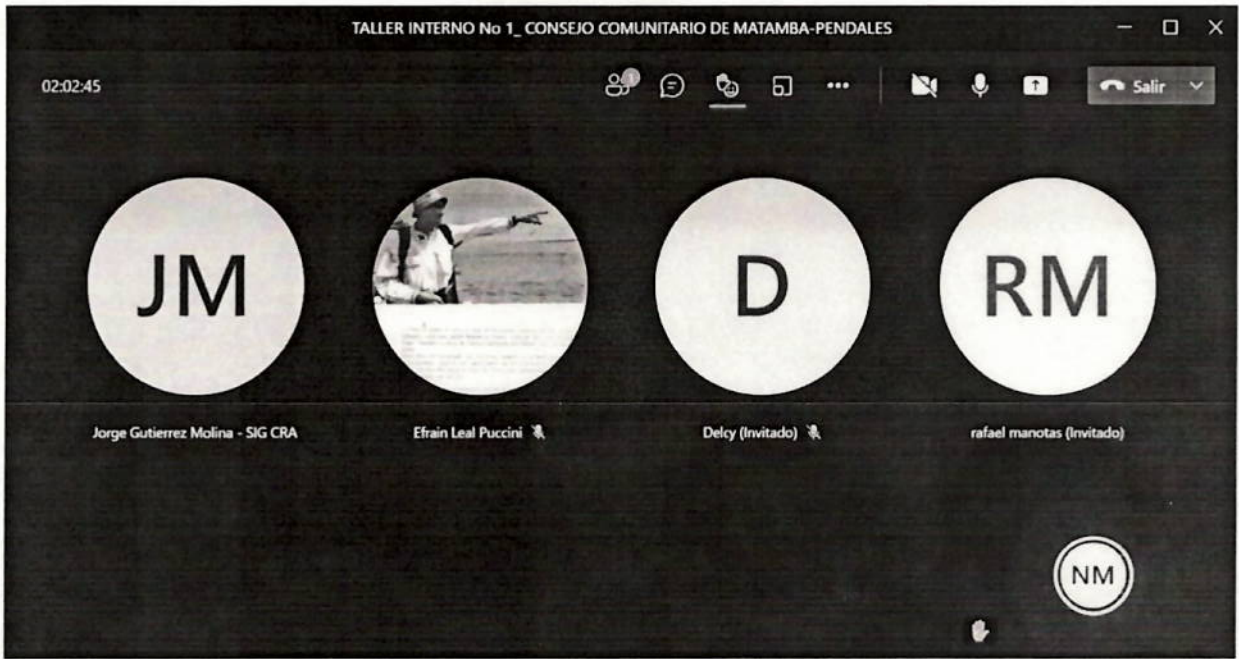 TALLER INTERNO No 1_ CONSEJO COMUNITARIO DE MATAMBA-PENDALES
02:02:45
1
Salir
JM
D
RM
Jorge Gutierrez Molina - SIG CRA
Efrain Leal Puccini
Delcy (Invitado)
rafael manotas (Invitado)
NM